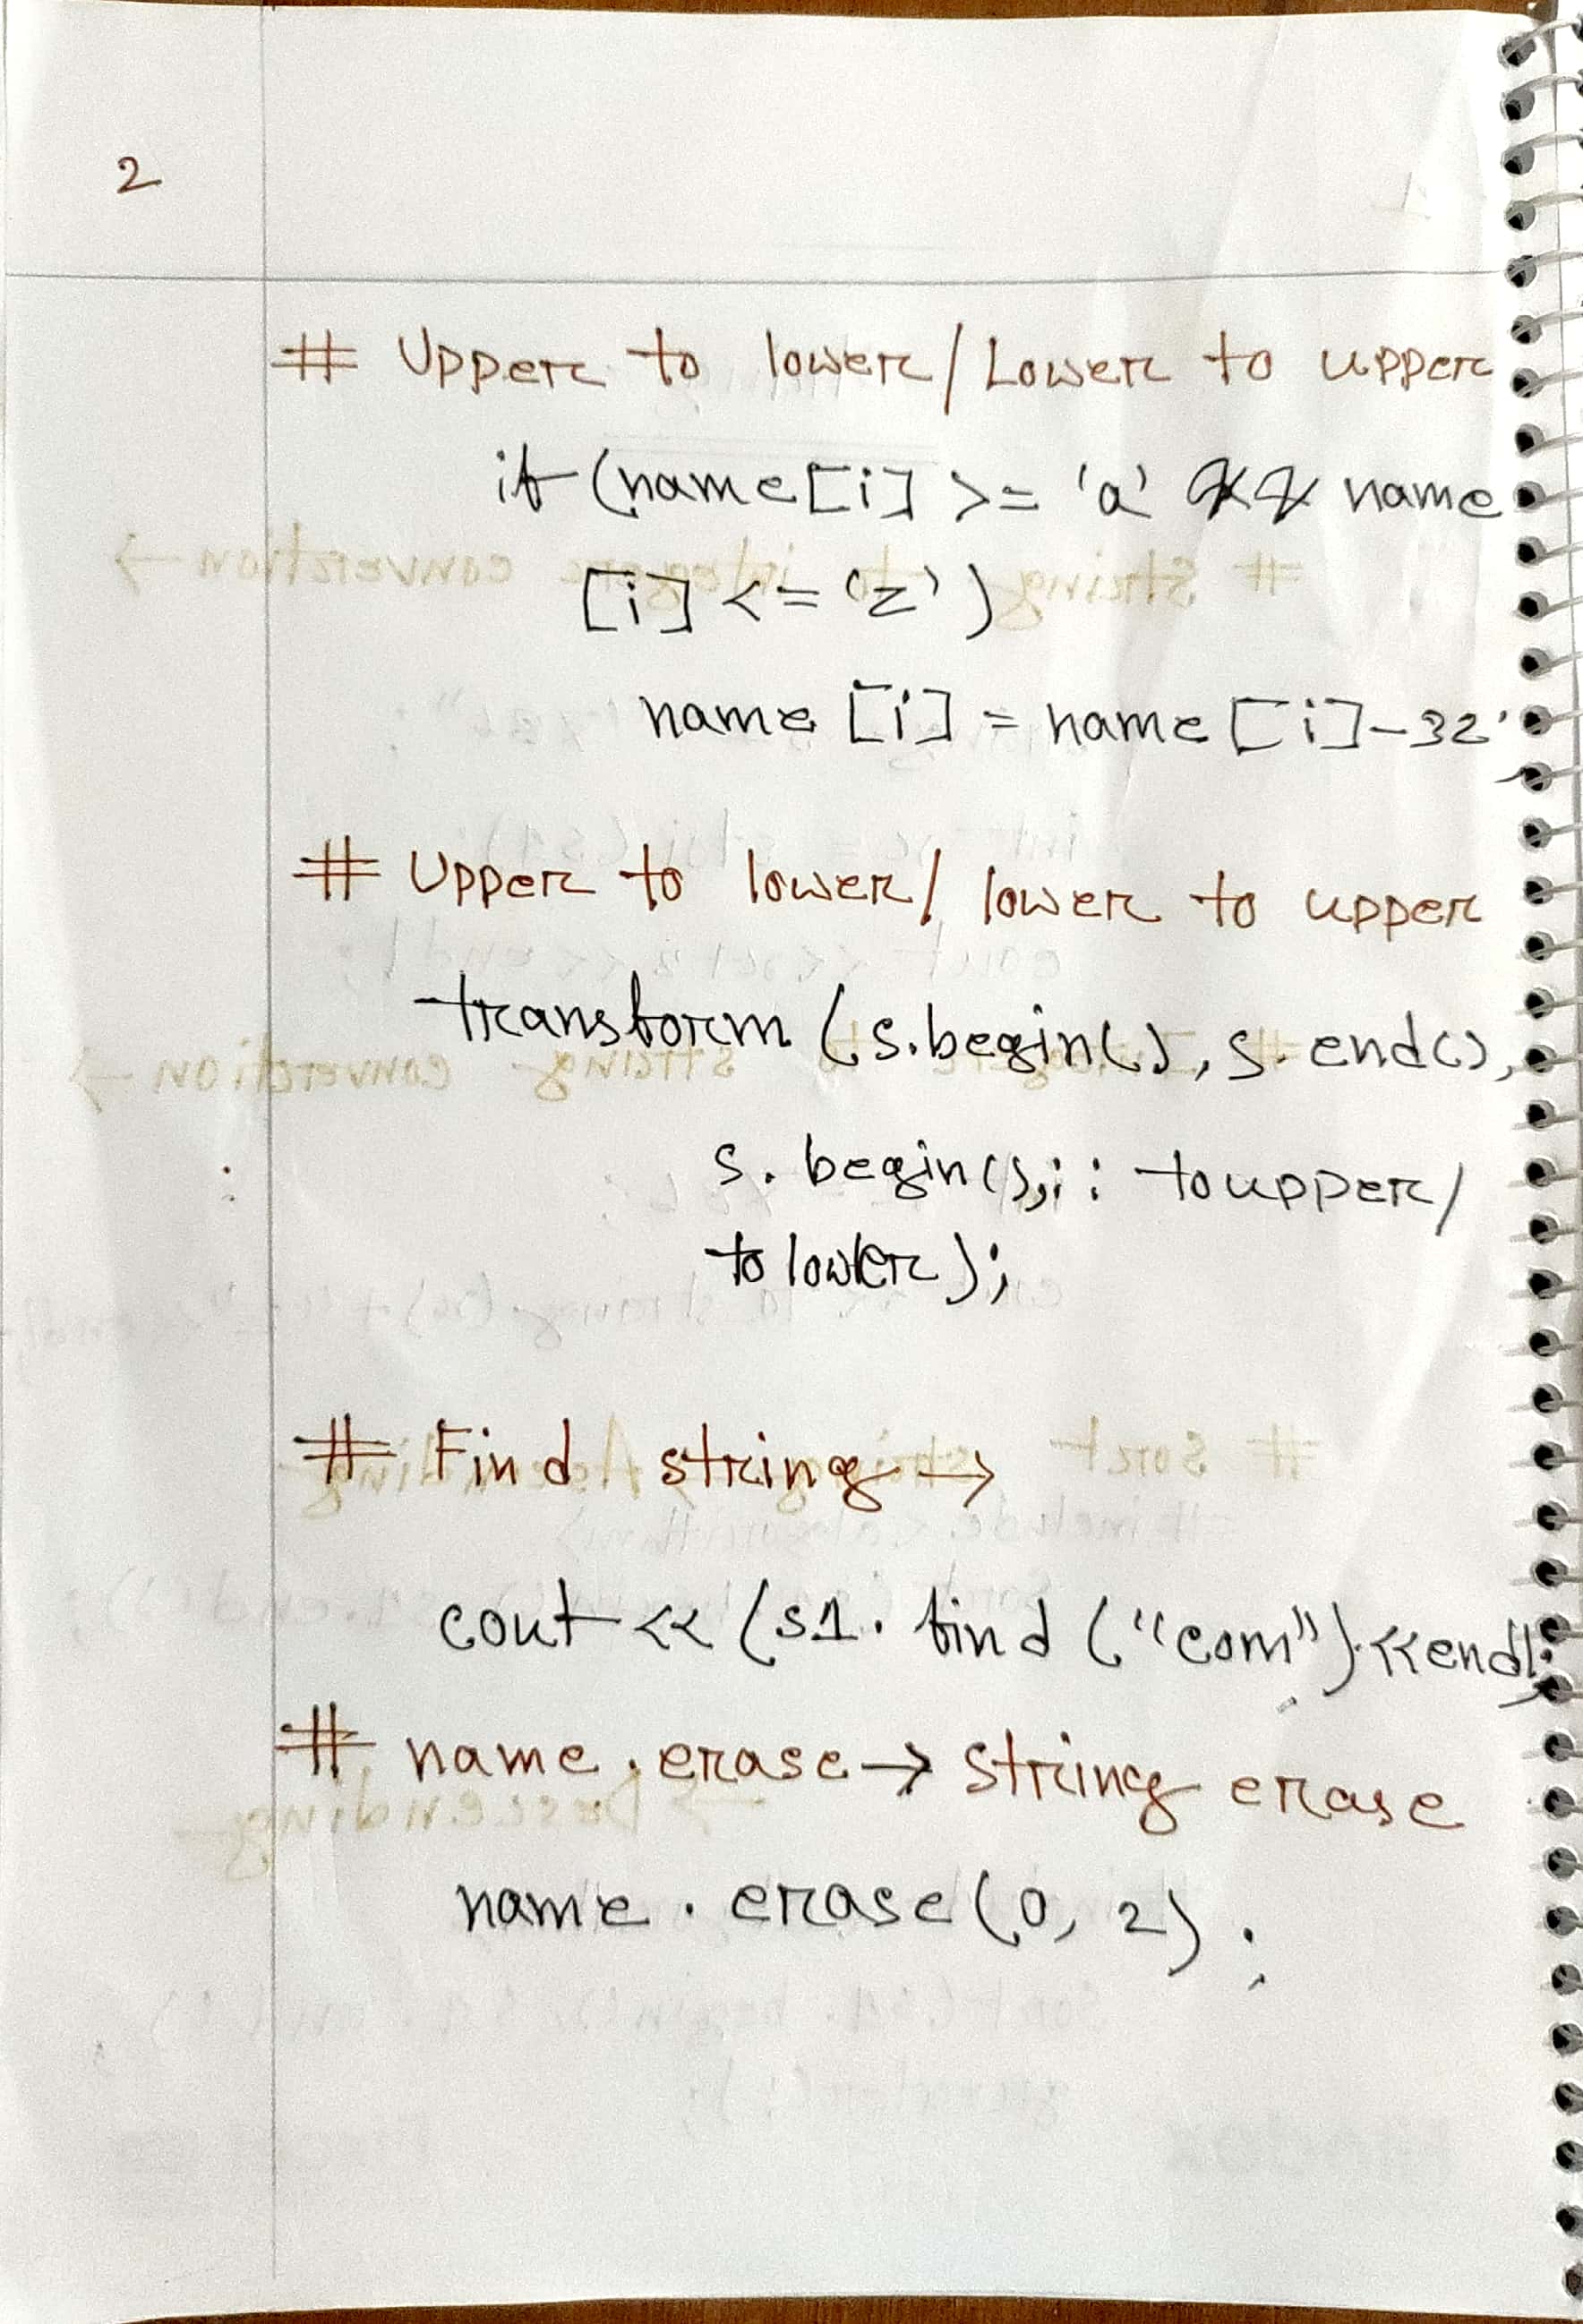 2
# Upper to lower/Lower to upper
if (name[i] >= 'a' && name
[i] <= 'z')
name [i] = name [i]-32;
# Upper to lower/ lower to upper
transform (s.begin(), s.end(),
s.begin(),:: toupper/
tolower);
# Find string →
cout << (s1.find ("com")<<endl;
# name.erase → string erase
name.erase(0, 2);